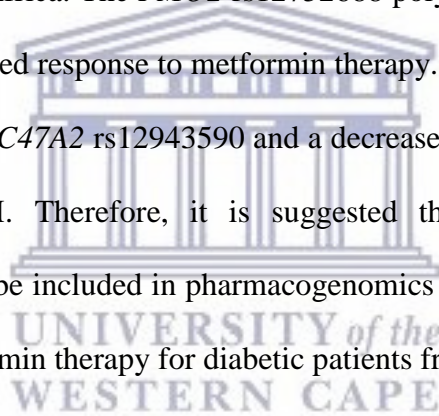 ed response to metformin therapy.
C47A2 rs12943590 and a decrease
I. Therefore, it is suggested th
be included in pharmacogenomics
UNIVERSITY of the
min therapy for diabetic patients fr
WESTERN CAPE